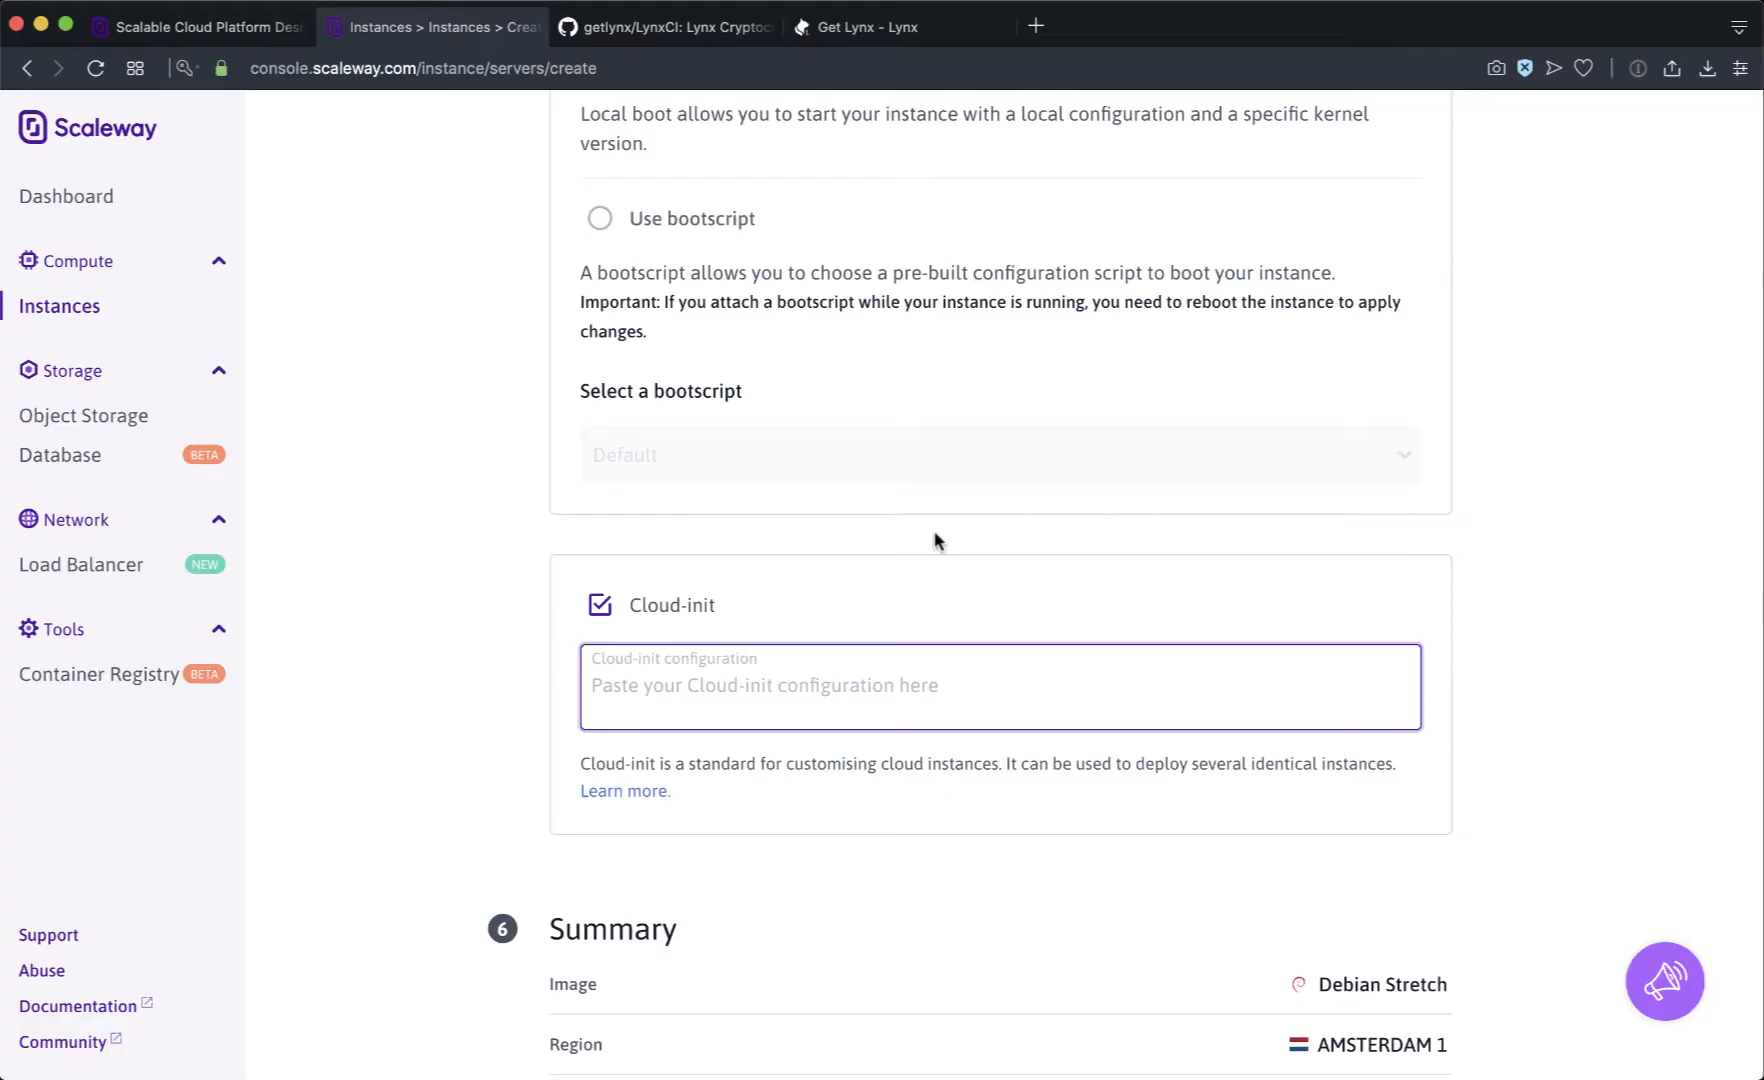 Scalable Cloud Platform Desi
Instances > Instances > Crea
getlynx/LynxCI: Lynx Cryptoc
Get Lynx - Lynx
console.scaleway.com/instance/servers/create
Scaleway
Dashboard
Compute
Instances
Storage
Object Storage
Database BETA
Network
Load Balancer NEW
Tools
Container Registry BETA
Support
Abuse
Documentation
Community
Local boot allows you to start your instance with a local configuration and a specific kernel
version.
Use bootscript
A bootscript allows you to choose a pre-built configuration script to boot your instance.
Important: If you attach a bootscript while your instance is running, you need to reboot the instance to apply
changes.
Select a bootscript
Default
Cloud-init
Cloud-init configuration
Paste your Cloud-init configuration here
Cloud-init is a standard for customising cloud instances. It can be used to deploy several identical instances.
Learn more.
6 Summary
Image Debian Stretch
Region AMSTERDAM 1